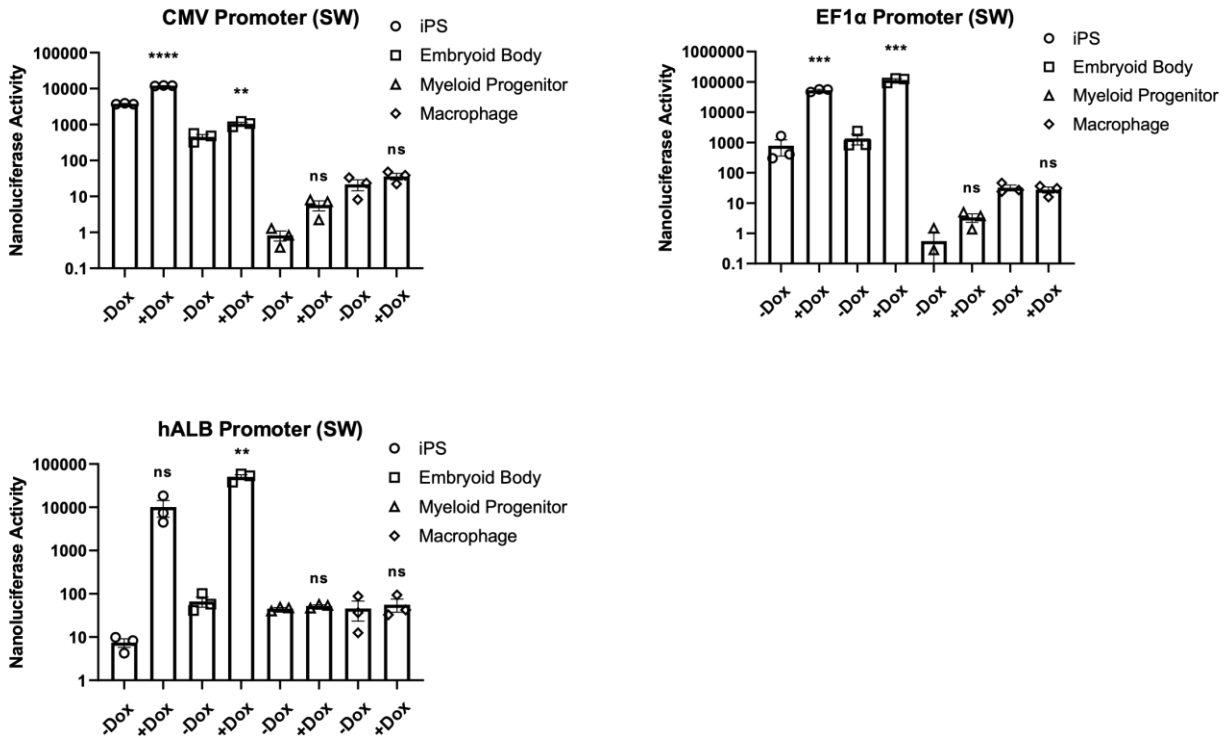 CMV Promoter (SW)
Nanoluciferase Activity
100000
10000
1000
100
10
1
0.1
****
**
ns
ns
-Dox
+Dox
-Dox
+Dox
-Dox
+Dox
-Dox
+Dox
iPS
Embryoid Body
Myeloid Progenitor
Macrophage
EF1α Promoter (SW)
Nanoluciferase Activity
1000000
100000
10000
1000
100
10
1
0.1
***
***
ns
ns
-Dox
+Dox
-Dox
+Dox
-Dox
+Dox
-Dox
+Dox
iPS
Embryoid Body
Myeloid Progenitor
Macrophage
hALB Promoter (SW)
Nanoluciferase Activity
100000
10000
1000
100
10
1
ns
**
ns
ns
-Dox
+Dox
-Dox
+Dox
-Dox
+Dox
-Dox
+Dox
iPS
Embryoid Body
Myeloid Progenitor
Macrophage